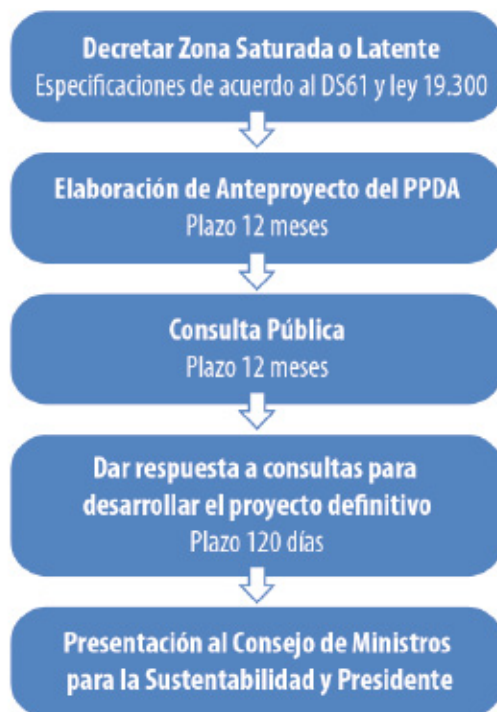 Decretar Zona Saturada o Latente
Especificaciones de acuerdo al DS61 y ley 19.300
Elaboración de Anteproyecto del PPDA
Plazo 12 meses
Consulta Pública
Plazo 12 meses
Dar respuesta a consultas para
desarrollar el proyecto definitivo
Plazo 120 días
Presentación al Consejo de Ministros
para la Sustentabilidad y Presidente